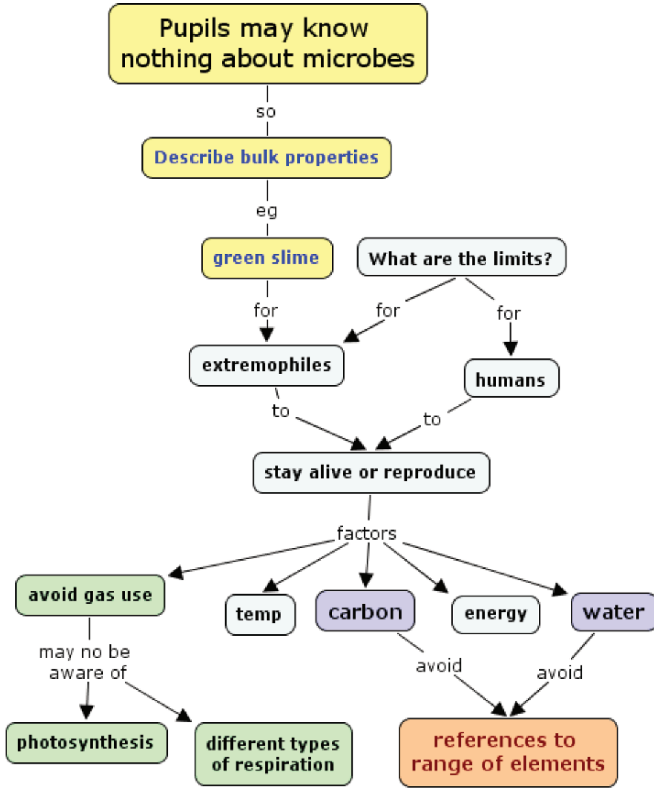 Pupils may know
nothing about microbes
so
Describe bulk properties
eg
green slime
What are the limits?
for
for
for
extremophiles
humans
to
to
stay alive or reproduce
factors
avoid gas use
temp
carbon
energy
water
may no be
aware of
avoid
avoid
photosynthesis
different types
of respiration
references to
range of elements